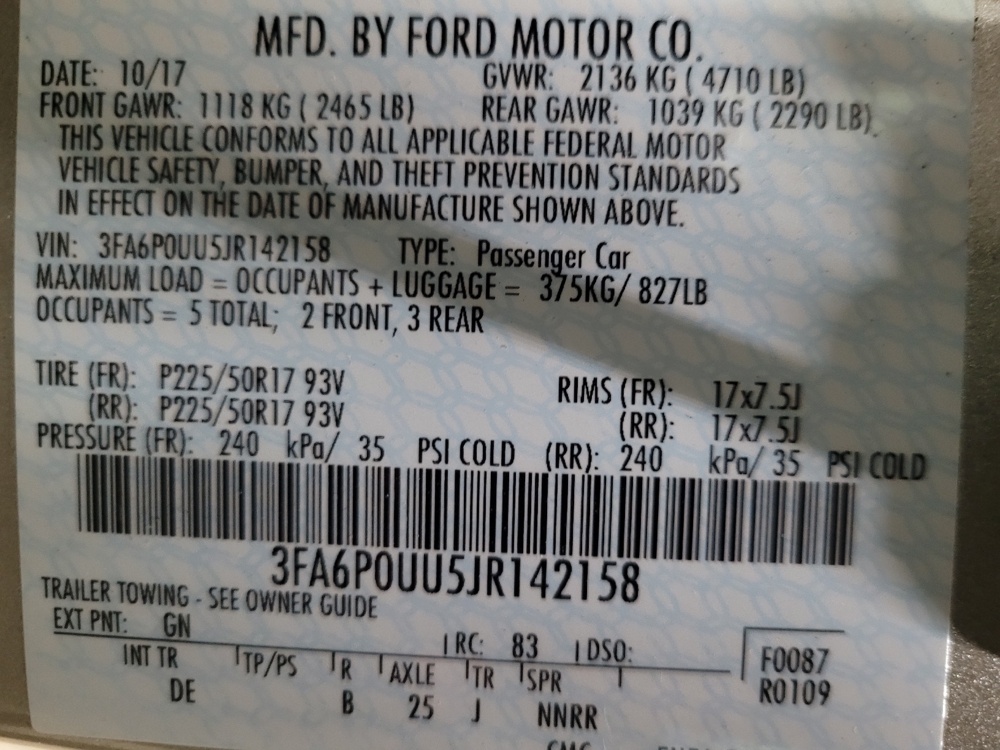 MFD. BY FORD MOTOR CO.
DATE: 10/17 GVWR: 2136 KG ( 4710 LB)
FRONT GAWR: 1118 KG ( 2465 LB) REAR GAWR: 1039 KG ( 2290 LB)
THIS VEHICLE CONFORMS TO ALL APPLICABLE FEDERAL MOTOR
VEHICLE SAFETY, BUMPER, AND THEFT PREVENTION STANDARDS
IN EFFECT ON THE DATE OF MANUFACTURE SHOWN ABOVE.
VIN: 3FA6P0UU5JR142158 TYPE: Passenger Car
MAXIMUM LOAD = OCCUPANTS + LUGGAGE = 375KG/ 827LB
OCCUPANTS = 5 TOTAL; 2 FRONT, 3 REAR
TIRE (FR): P225/50R17 93V RIMS (FR): 17x7.5J
(RR): P225/50R17 93V (RR): 17x7.5J
PRESSURE (FR): 240 kPa/ 35 PSI COLD (RR): 240 kPa/ 35 PSI COLD
3FA6P0UU5JR142158
TRAILER TOWING - SEE OWNER GUIDE
EXT PNT: GN RC: 83 DSO:
INT TR TP/PS R AXLE TR SPR F0087
DE B 25 J NNRR R0109